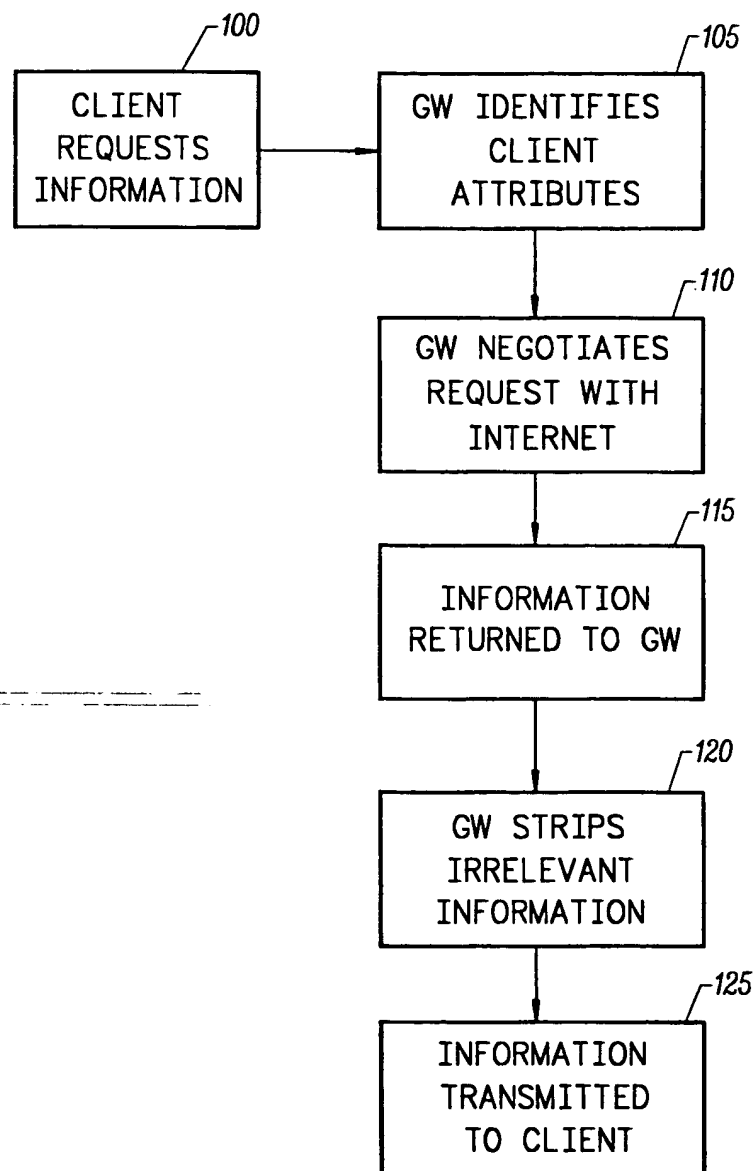 100
CLIENT
REQUESTS
INFORMATION
105
GW IDENTIFIES
CLIENT
ATTRIBUTES
110
GW NEGOTIATES
REQUEST WITH
INTERNET
115
INFORMATION
RETURNED TO GW
120
GW STRIPS
IRRELEVANT
INFORMATION
125
INFORMATION
TRANSMITTED
TO CLIENT